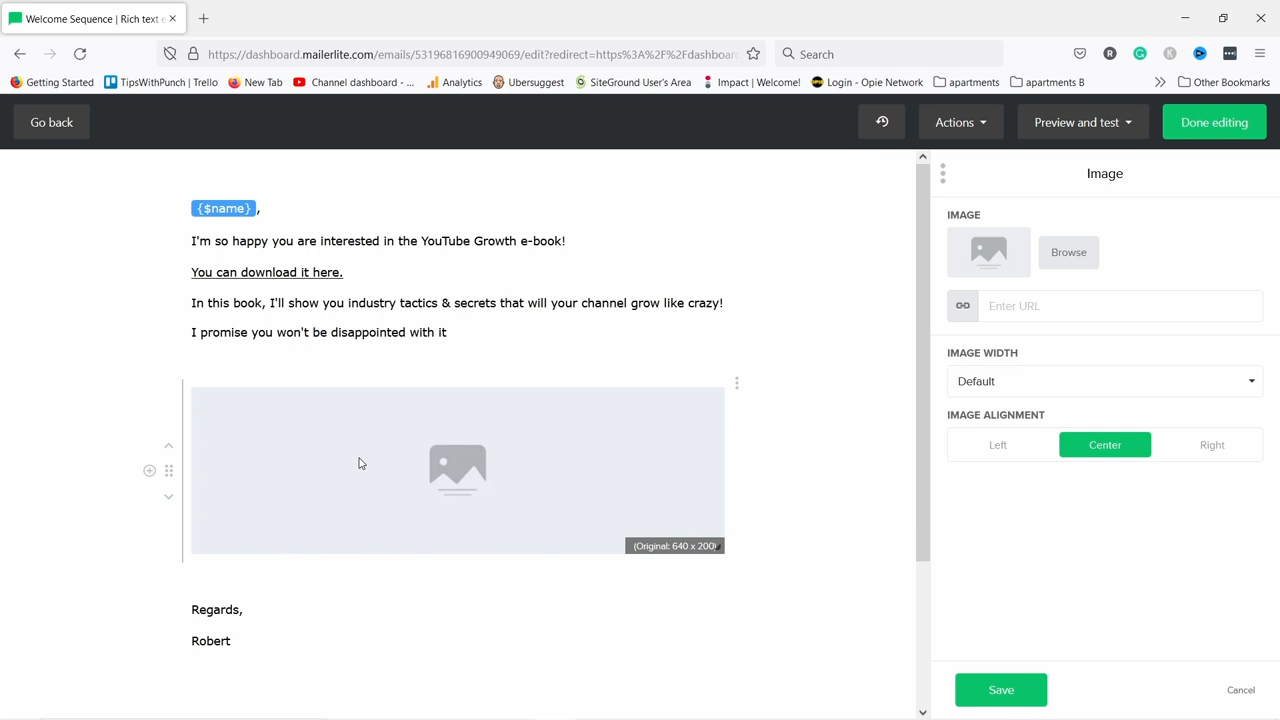 Welcome Sequence | Rich text e
https://dashboard.mailerlite.com/emails/53196816900949069/edit?redirect=https%3A%2F%2Fdashboard
Search
Getting Started
TipsWithPunch | Trello
New Tab
Channel dashboard - ...
Analytics
Ubersuggest
SiteGround User's Area
Impact | Welcome!
Login - Opie Network
apartments
apartments B
Other Bookmarks
Go back
Actions
Preview and test
Done editing
{$name},
I'm so happy you are interested in the YouTube Growth e-book!
You can download it here.
In this book, I'll show you industry tactics & secrets that will your channel grow like crazy!
I promise you won't be disappointed with it
(Original: 640 x 200)
Regards,
Robert
Image
IMAGE
Browse
Enter URL
IMAGE WIDTH
Default
IMAGE ALIGNMENT
Left
Center
Right
Save
Cancel